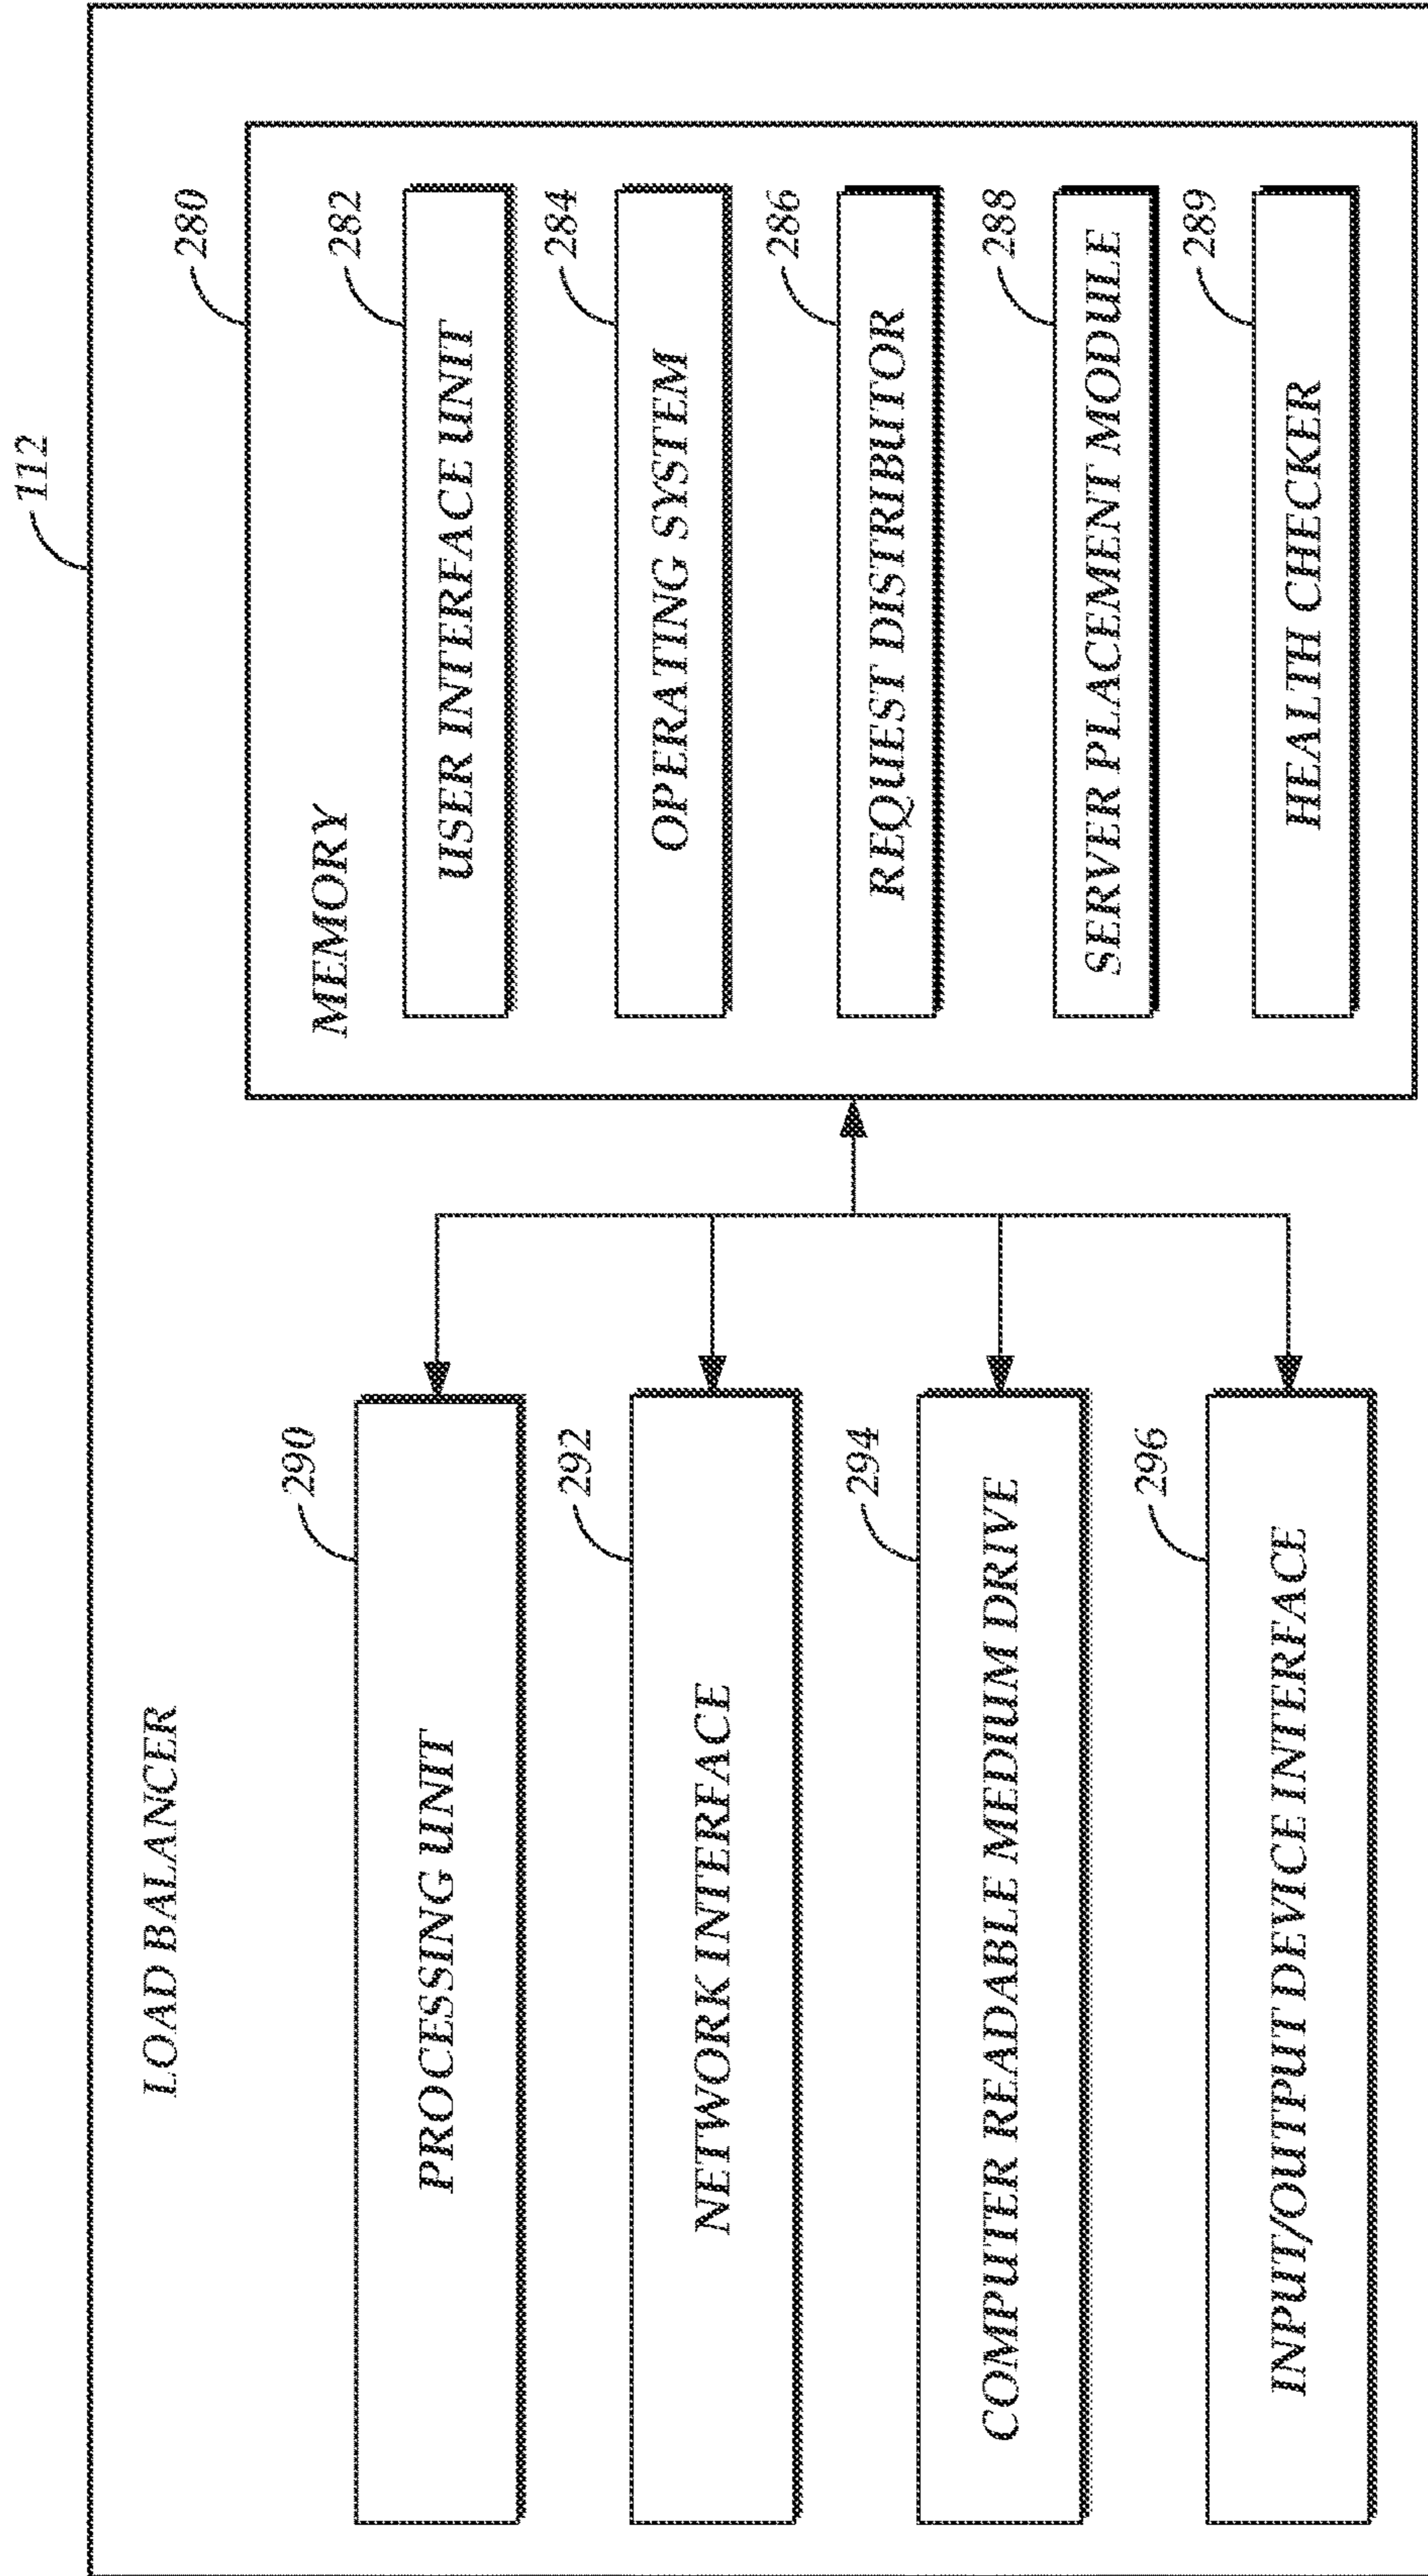 112
LOAD BALANCER
280
MEMORY
290
PROCESSING UNIT
282
USER INTERFACE UNIT
292
NETWORK INTERFACE
284
OPERATING SYSTEM
286
REQUEST DISTRIBUTOR
294
COMPUTER READABLE MEDIUM DRIVE
288
SERVER PLACEMENT MODULE
296
INPUT/OUTPUT DEVICE INTERFACE
289
HEALTH CHECKER